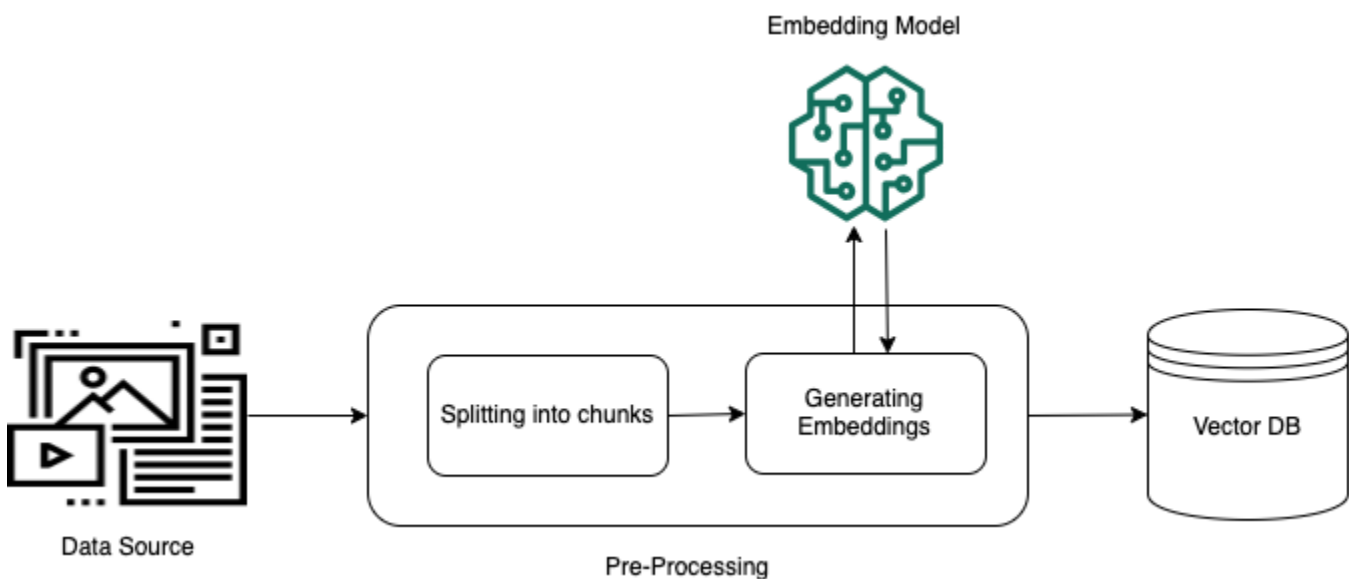 Embedding Model
Splitting into chunks
Generating
Embeddings
Vector DB
Data Source
Pre-Processing